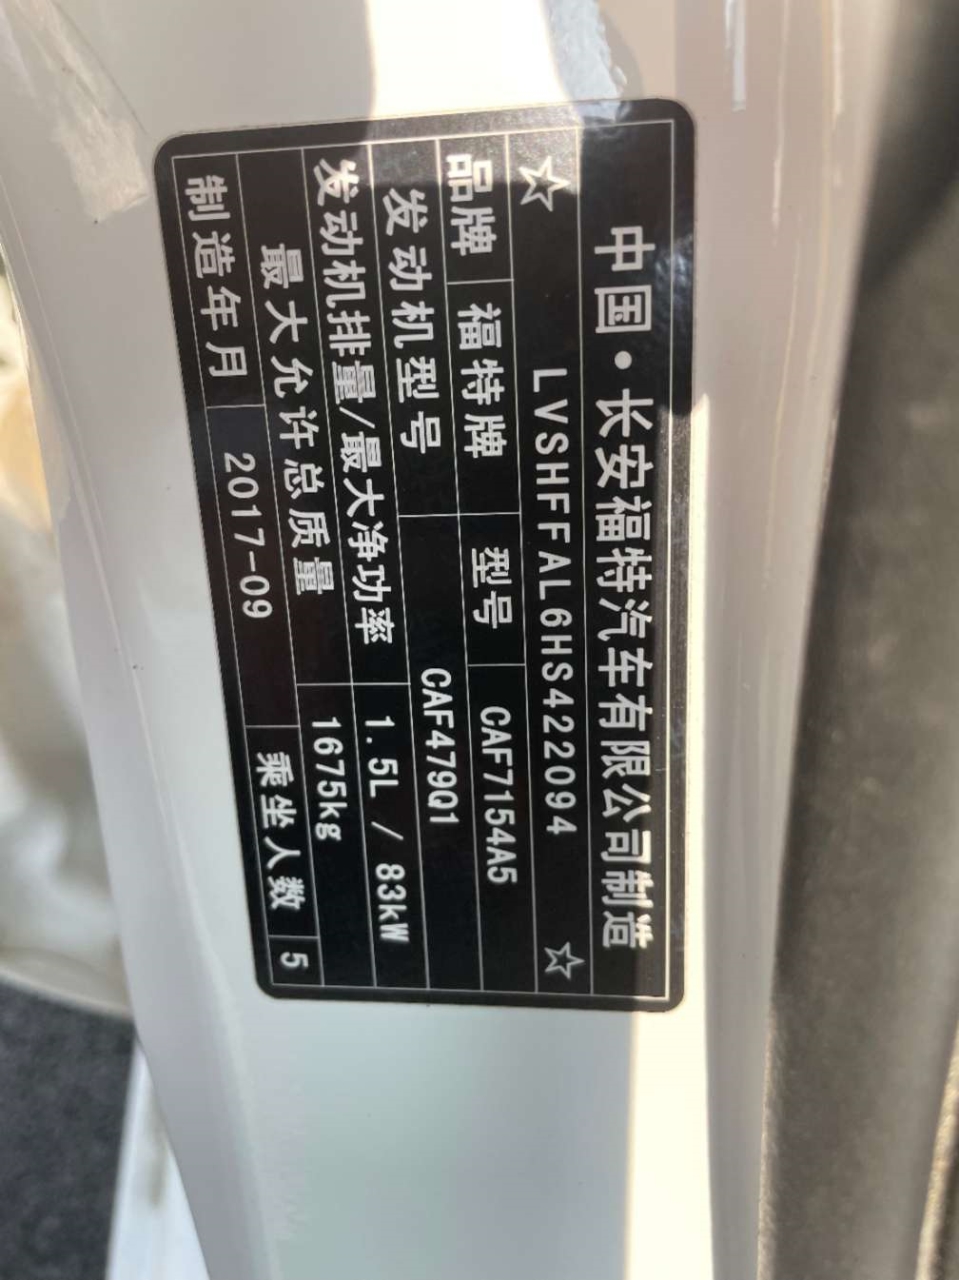 中国·长安福特汽车有限公司制造
☆ LVSHFFAL6HS422094 ☆
品牌 福特牌 型号 CAF7154A5
发动机型号 CAF479Q1
发动机排量/最大净功率 1.5L / 83kW
最大允许总质量 1675kg
制造年月 2017-09 乘坐人数 5